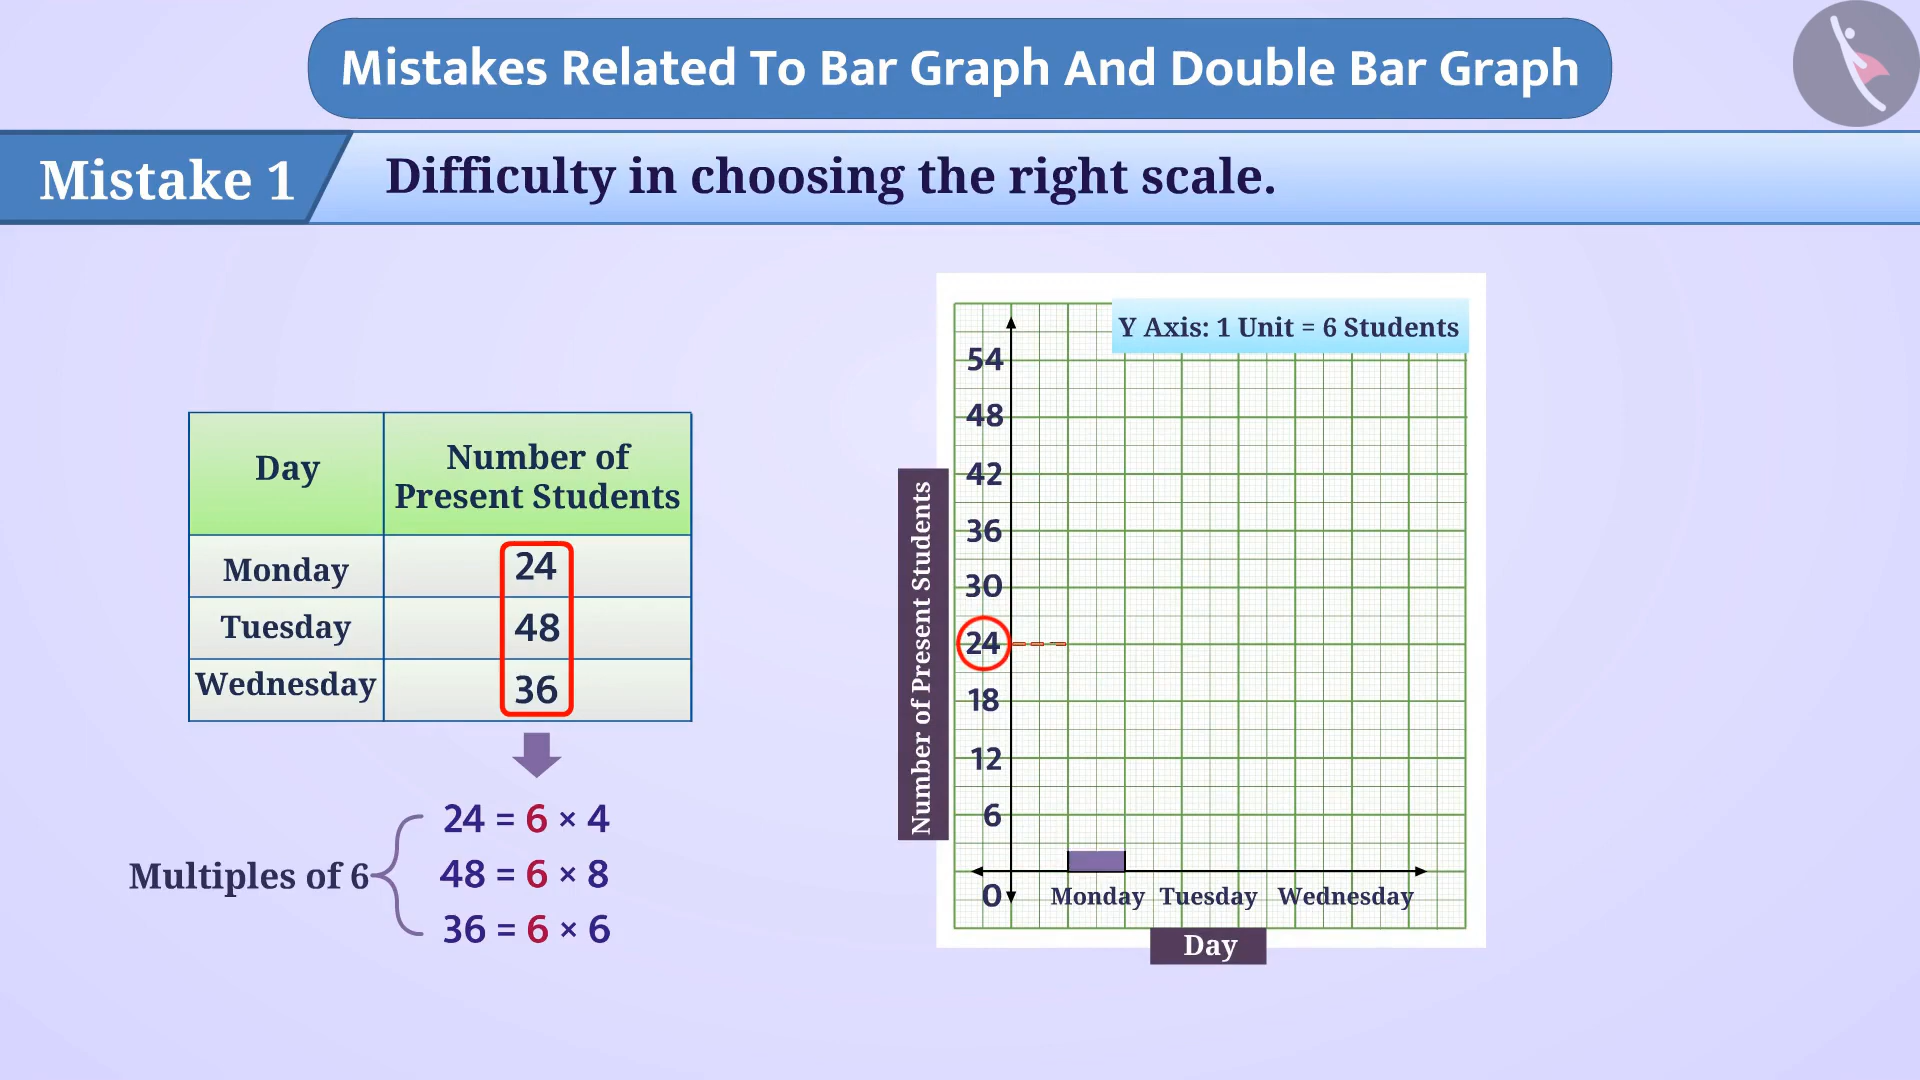 Mistakes Related To Bar Graph And Double Bar Graph
Mistake 1
Difficulty in choosing the right scale.
Day
Number of
Present Students
Monday
24
Tuesday
48
Wednesday
36
24 = 6 × 4
Multiples of 6
48 = 6 × 8
36 = 6 × 6
Y Axis: 1 Unit = 6 Students
Number of Present Students
54
48
42
36
30
24
18
12
6
0
Monday Tuesday Wednesday
Day